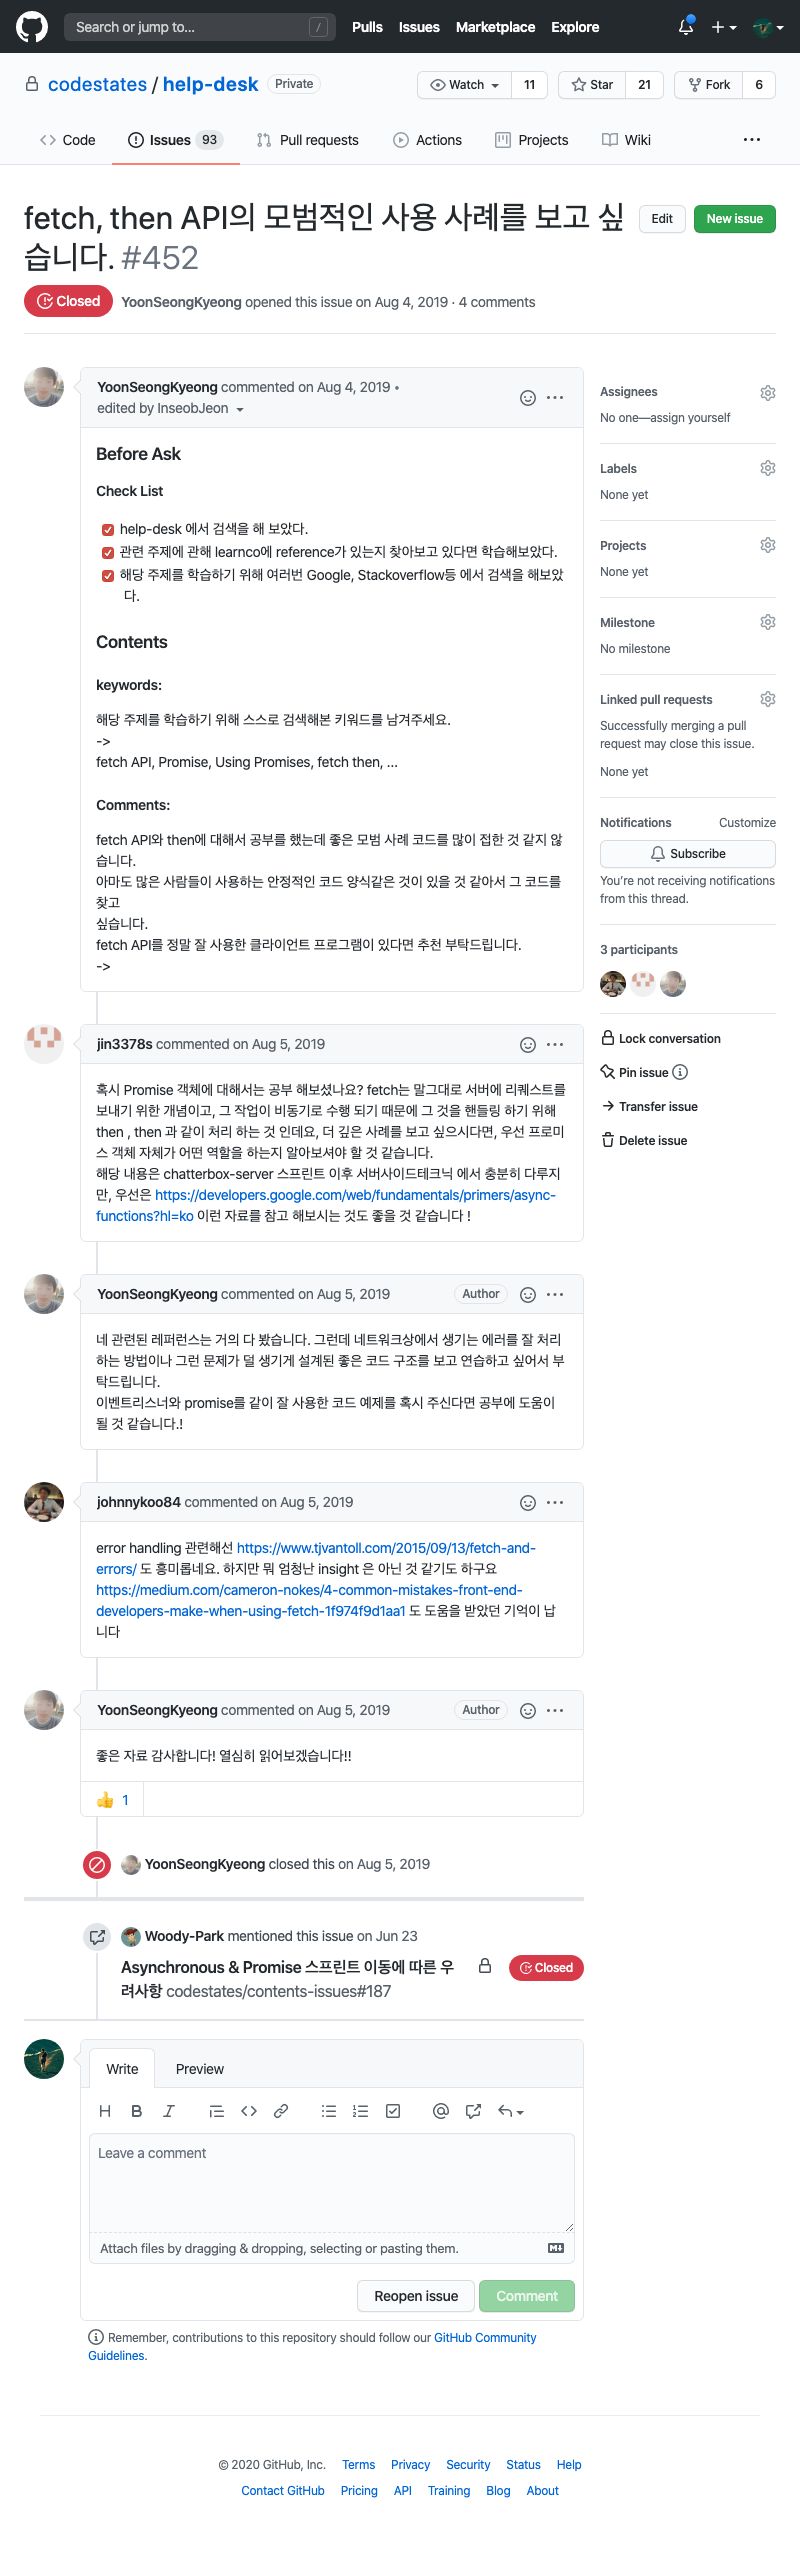 Search or jump to...
/
Pulls Issues Marketplace Explore
codestates / help-desk Private
Watch 11 Star 21 Fork 6
Code Issues 93 Pull requests Actions Projects Wiki ...
fetch, then API의 모범적인 사용 사례를 보고 싶
습니다. #452
Edit New issue
Closed YoonSeongKyeong opened this issue on Aug 4, 2019 · 4 comments
YoonSeongKyeong commented on Aug 4, 2019 •
edited by InseobJeon
Before Ask
Check List
help-desk 에서 검색을 해 보았다.
관련 주제에 관해 learnco에 reference가 있는지 찾아보고 있다면 학습해보았다.
해당 주제를 학습하기 위해 여러번 Google, Stackoverflow등 에서 검색을 해보았
다.
Contents
keywords:
해당 주제를 학습하기 위해 스스로 검색해본 키워드를 남겨주세요.
->
fetch API, Promise, Using Promises, fetch then, ...
Comments:
fetch API와 then에 대해서 공부를 했는데 좋은 모범 사례 코드를 많이 접한 것 같지 않
습니다.
아마도 많은 사람들이 사용하는 안정적인 코드 양식같은 것이 있을 것 같아서 그 코드를
찾고
싶습니다.
fetch API를 정말 잘 사용한 클라이언트 프로그램이 있다면 추천 부탁드립니다.
->
Assignees
No one—assign yourself
Labels
None yet
Projects
None yet
Milestone
No milestone
Linked pull requests
Successfully merging a pull
request may close this issue.
None yet
Notifications Customize
Subscribe
You're not receiving notifications
from this thread.
3 participants
Lock conversation
Pin issue
Transfer issue
Delete issue
jin3378s commented on Aug 5, 2019
혹시 Promise 객체에 대해서는 공부 해보셨나요? fetch는 말그대로 서버에 리퀘스트를
보내기 위한 개념이고, 그 작업이 비동기로 수행 되기 때문에 그 것을 핸들링 하기 위해
then , then 과 같이 처리 하는 것 인데요, 더 깊은 사례를 보고 싶으시다면, 우선 프로미
스 객체 자체가 어떤 역할을 하는지 알아보셔야 할 것 같습니다.
해당 내용은 chatterbox-server 스프린트 이후 서버사이드테크닉 에서 충분히 다루지
만, 우선은 https://developers.google.com/web/fundamentals/primers/async-
functions?hl=ko 이런 자료를 참고 해보시는 것도 좋을 것 같습니다 !
YoonSeongKyeong commented on Aug 5, 2019 Author
네 관련된 레퍼런스는 거의 다 봤습니다. 그런데 네트워크상에서 생기는 에러를 잘 처리
하는 방법이나 그런 문제가 덜 생기게 설계된 좋은 코드 구조를 보고 연습하고 싶어서 부
탁드립니다.
이벤트리스너와 promise를 같이 잘 사용한 코드 예제를 혹시 주신다면 공부에 도움이
될 것 같습니다.!
johnnykoo84 commented on Aug 5, 2019
error handling 관련해선 https://www.tjvantoll.com/2015/09/13/fetch-and-
errors/ 도 흥미롭네요. 하지만 뭐 엄청난 insight 은 아닌 것 같기도 하구요
https://medium.com/cameron-nokes/4-common-mistakes-front-end-
developers-make-when-using-fetch-1f974f9d1aa1 도 도움을 받았던 기억이 납
니다
YoonSeongKyeong commented on Aug 5, 2019 Author
좋은 자료 감사합니다! 열심히 읽어보겠습니다!!
1
YoonSeongKyeong closed this on Aug 5, 2019
Woody-Park mentioned this issue on Jun 23
Asynchronous & Promise 스프린트 이동에 따른 우
려사항 codestates/contents-issues#187
Closed
Write Preview
Leave a comment
Attach files by dragging & dropping, selecting or pasting them.
Reopen issue Comment
Remember, contributions to this repository should follow our GitHub Community
Guidelines.
© 2020 GitHub, Inc. Terms Privacy Security Status Help
Contact GitHub Pricing API Training Blog About